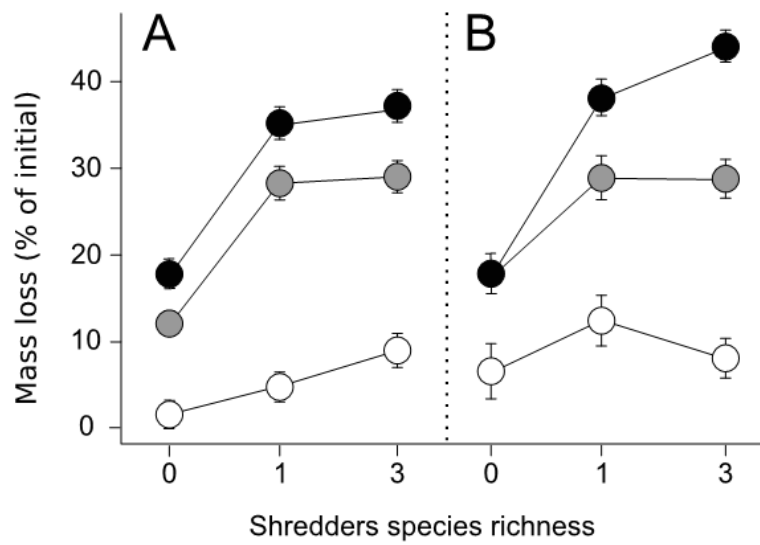 A
B
Mass loss (% of initial)
40
30
20
10
0
0 1 3 0 1 3
Shredders species richness